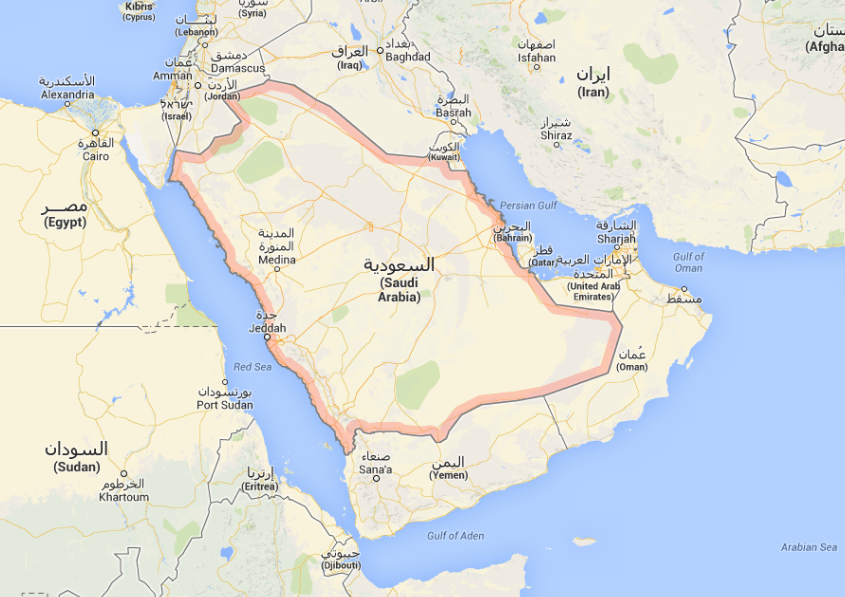 Kıbrıs
(Cyprus)
سوريا
(Syria)
لبنان
(Lebanon)
دمشق
Damascus
العراق
(Iraq)
بغداد
Baghdad
اصفهان
Isfahan
ایران
(Iran)
(Afgha
عمان
Amman
الأردن
(Jordan)
ישראל
(Israel)
الأسكندرية
Alexandria
القاهرة
Cairo
البصرة
Basrah
شیراز
Shiraz
الكويت
(Kuwait)
مصر
(Egypt)
Persian Gulf
المدينة
المنورة
Medina
البحرين
(Bahrain)
الشارقة
Sharjah
قطر
(Qatar)
الإمارات العربية
المتحدة
(United Arab
Emirates)
Gulf of
Oman
مسقط
السعودية
(Saudi
Arabia)
جدة
Jeddah
Red Sea
عُمان
(Oman)
بورتسودان
Port Sudan
السودان
(Sudan)
الخرطوم
Khartoum
إرتريا
(Eritrea)
صنعاء
Sana'a
اليمن
(Yemen)
Gulf of Aden
جيبوتي
(Djibouti)
Arabian Sea